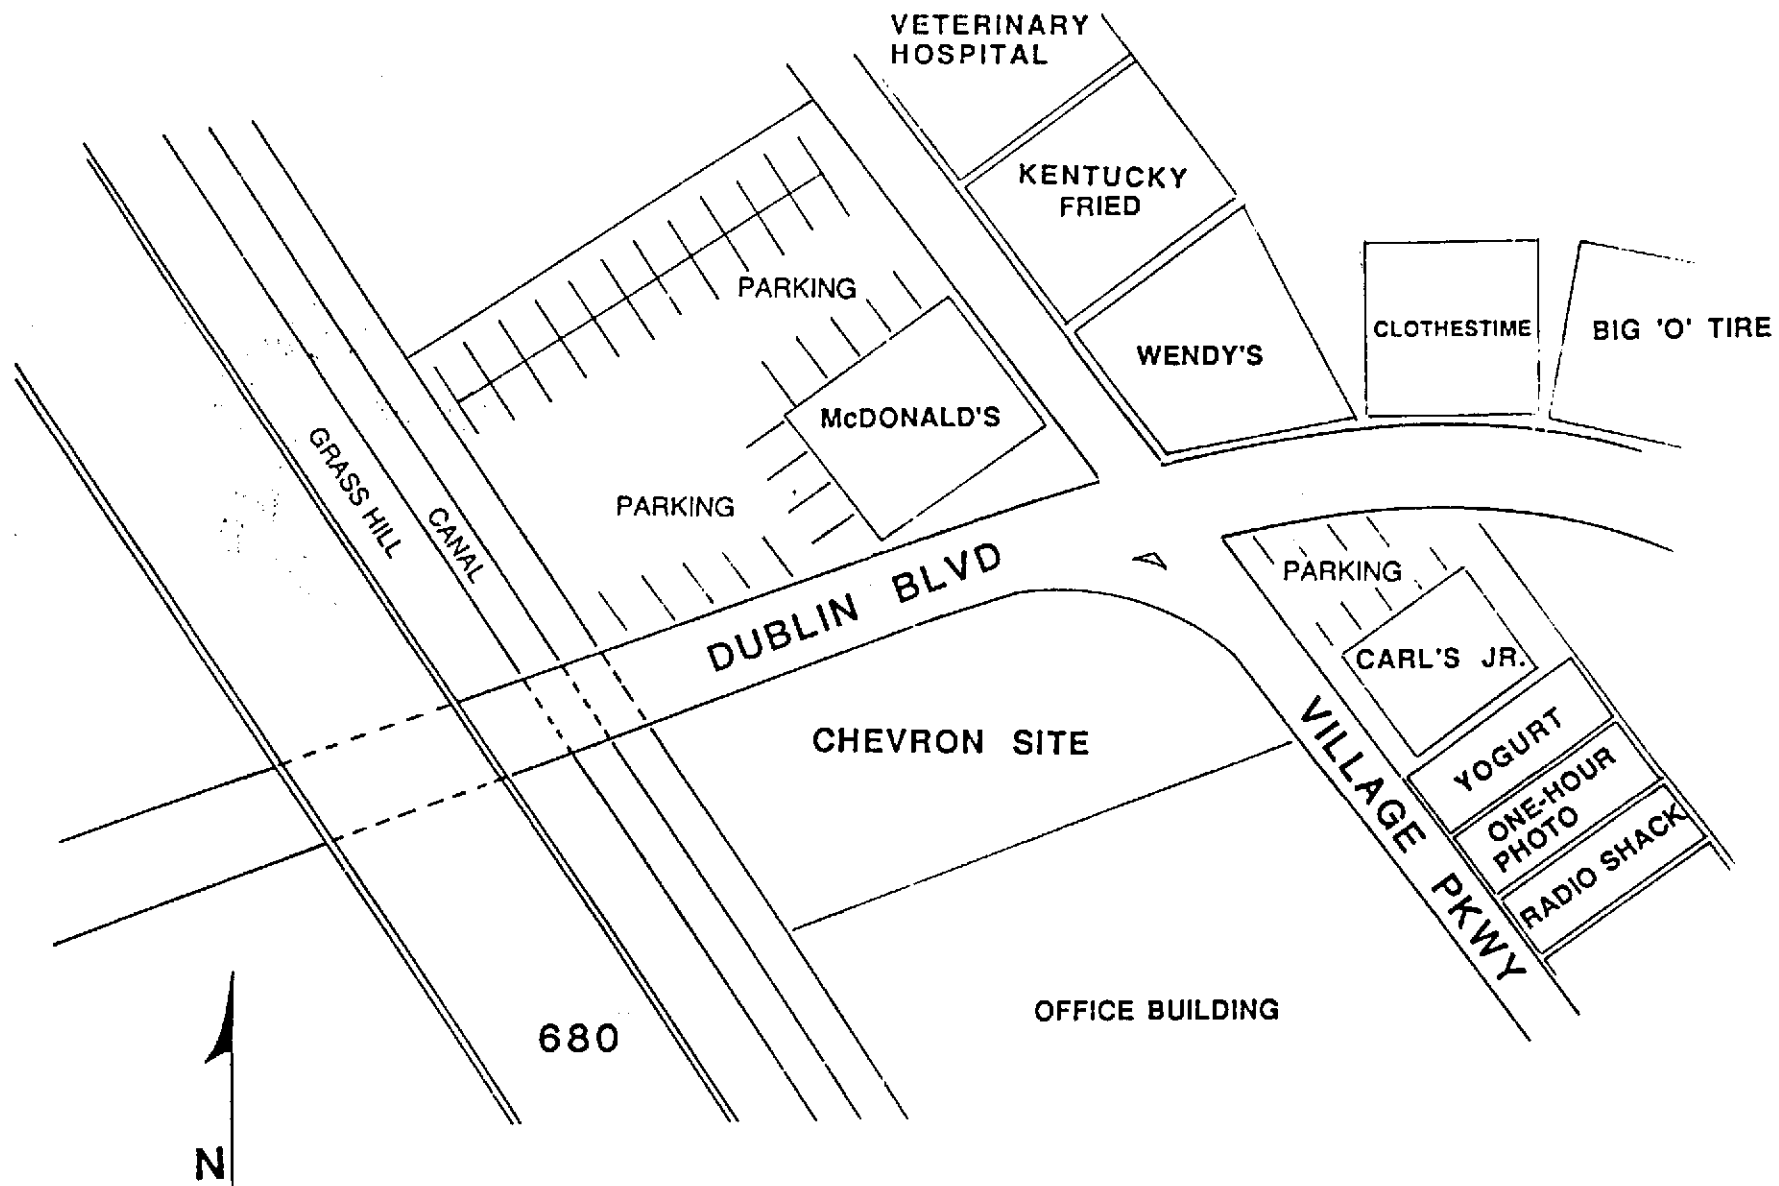 VETERINARY
HOSPITAL
KENTUCKY
FRIED
PARKING
CLOTHESTIME
BIG 'O' TIRE
WENDY'S
McDONALD'S
GRASS HILL
CANAL
PARKING
DUBLIN BLVD
PARKING
CARL'S JR.
CHEVRON SITE
VILLAGE PKWY
YOGURT
ONE-HOUR
PHOTO
RADIO SHACK
OFFICE BUILDING
680
N